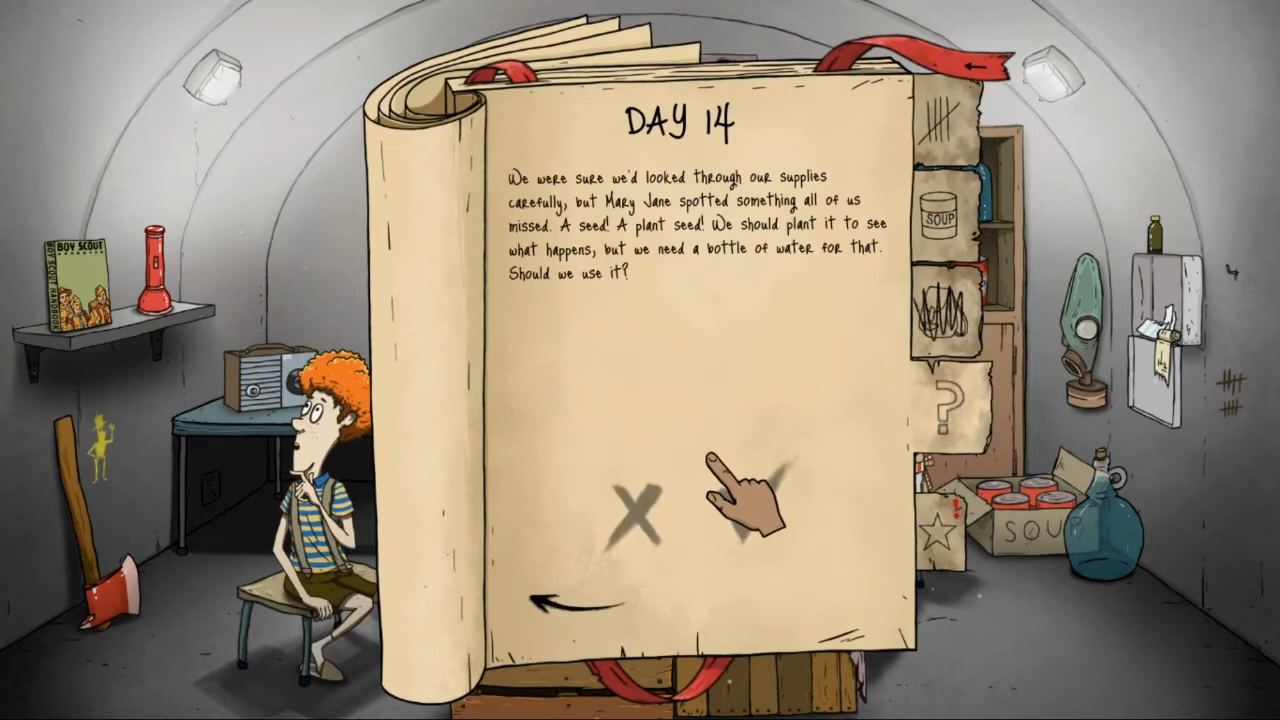 DAY 14
We were sure we'd looked through our supplies
carefully, but Mary Jane spotted something all of us
missed. A seed! A plant seed! We should plant it to see
what happens, but we need a bottle of water for that.
Should we use it?
?
SOUP
!
BOY SCOUT
BOY SCOUT HANDBOOK
SOUP